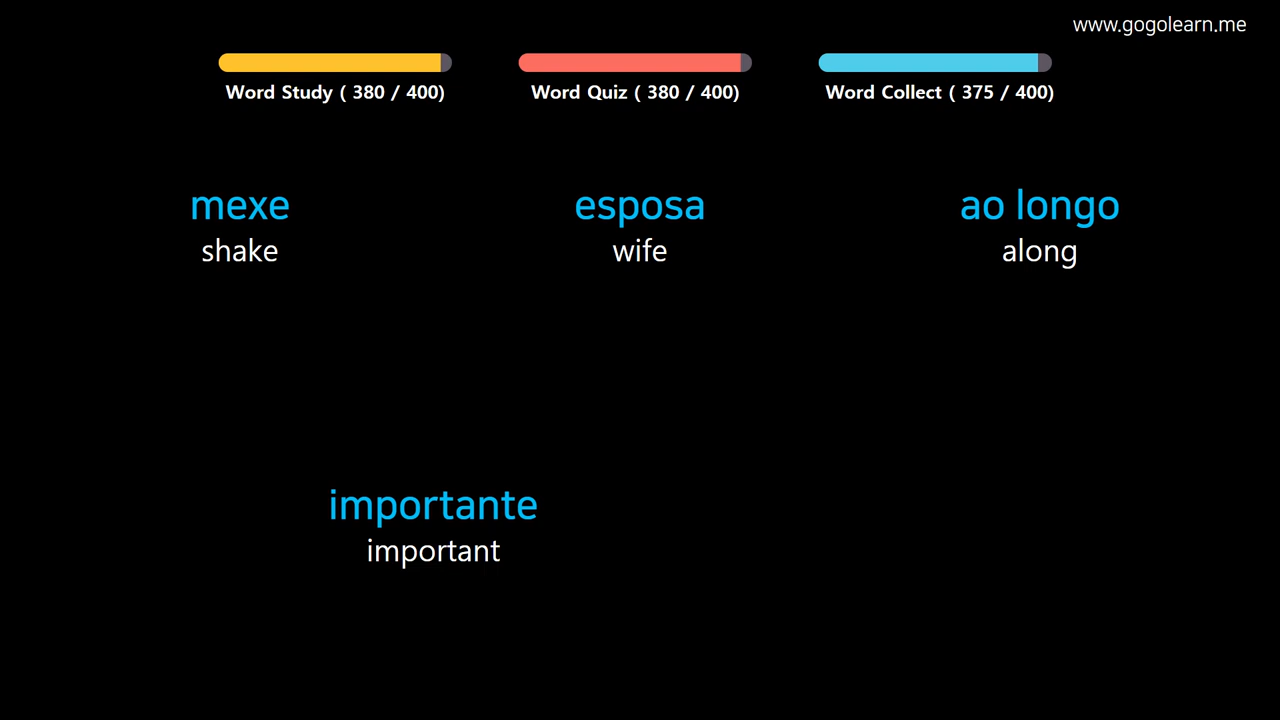 www.gogolearn.me
Word Study ( 380 / 400)
Word Quiz ( 380 / 400)
Word Collect ( 375 / 400)
mexe
shake
esposa
wife
ao longo
along
importante
important